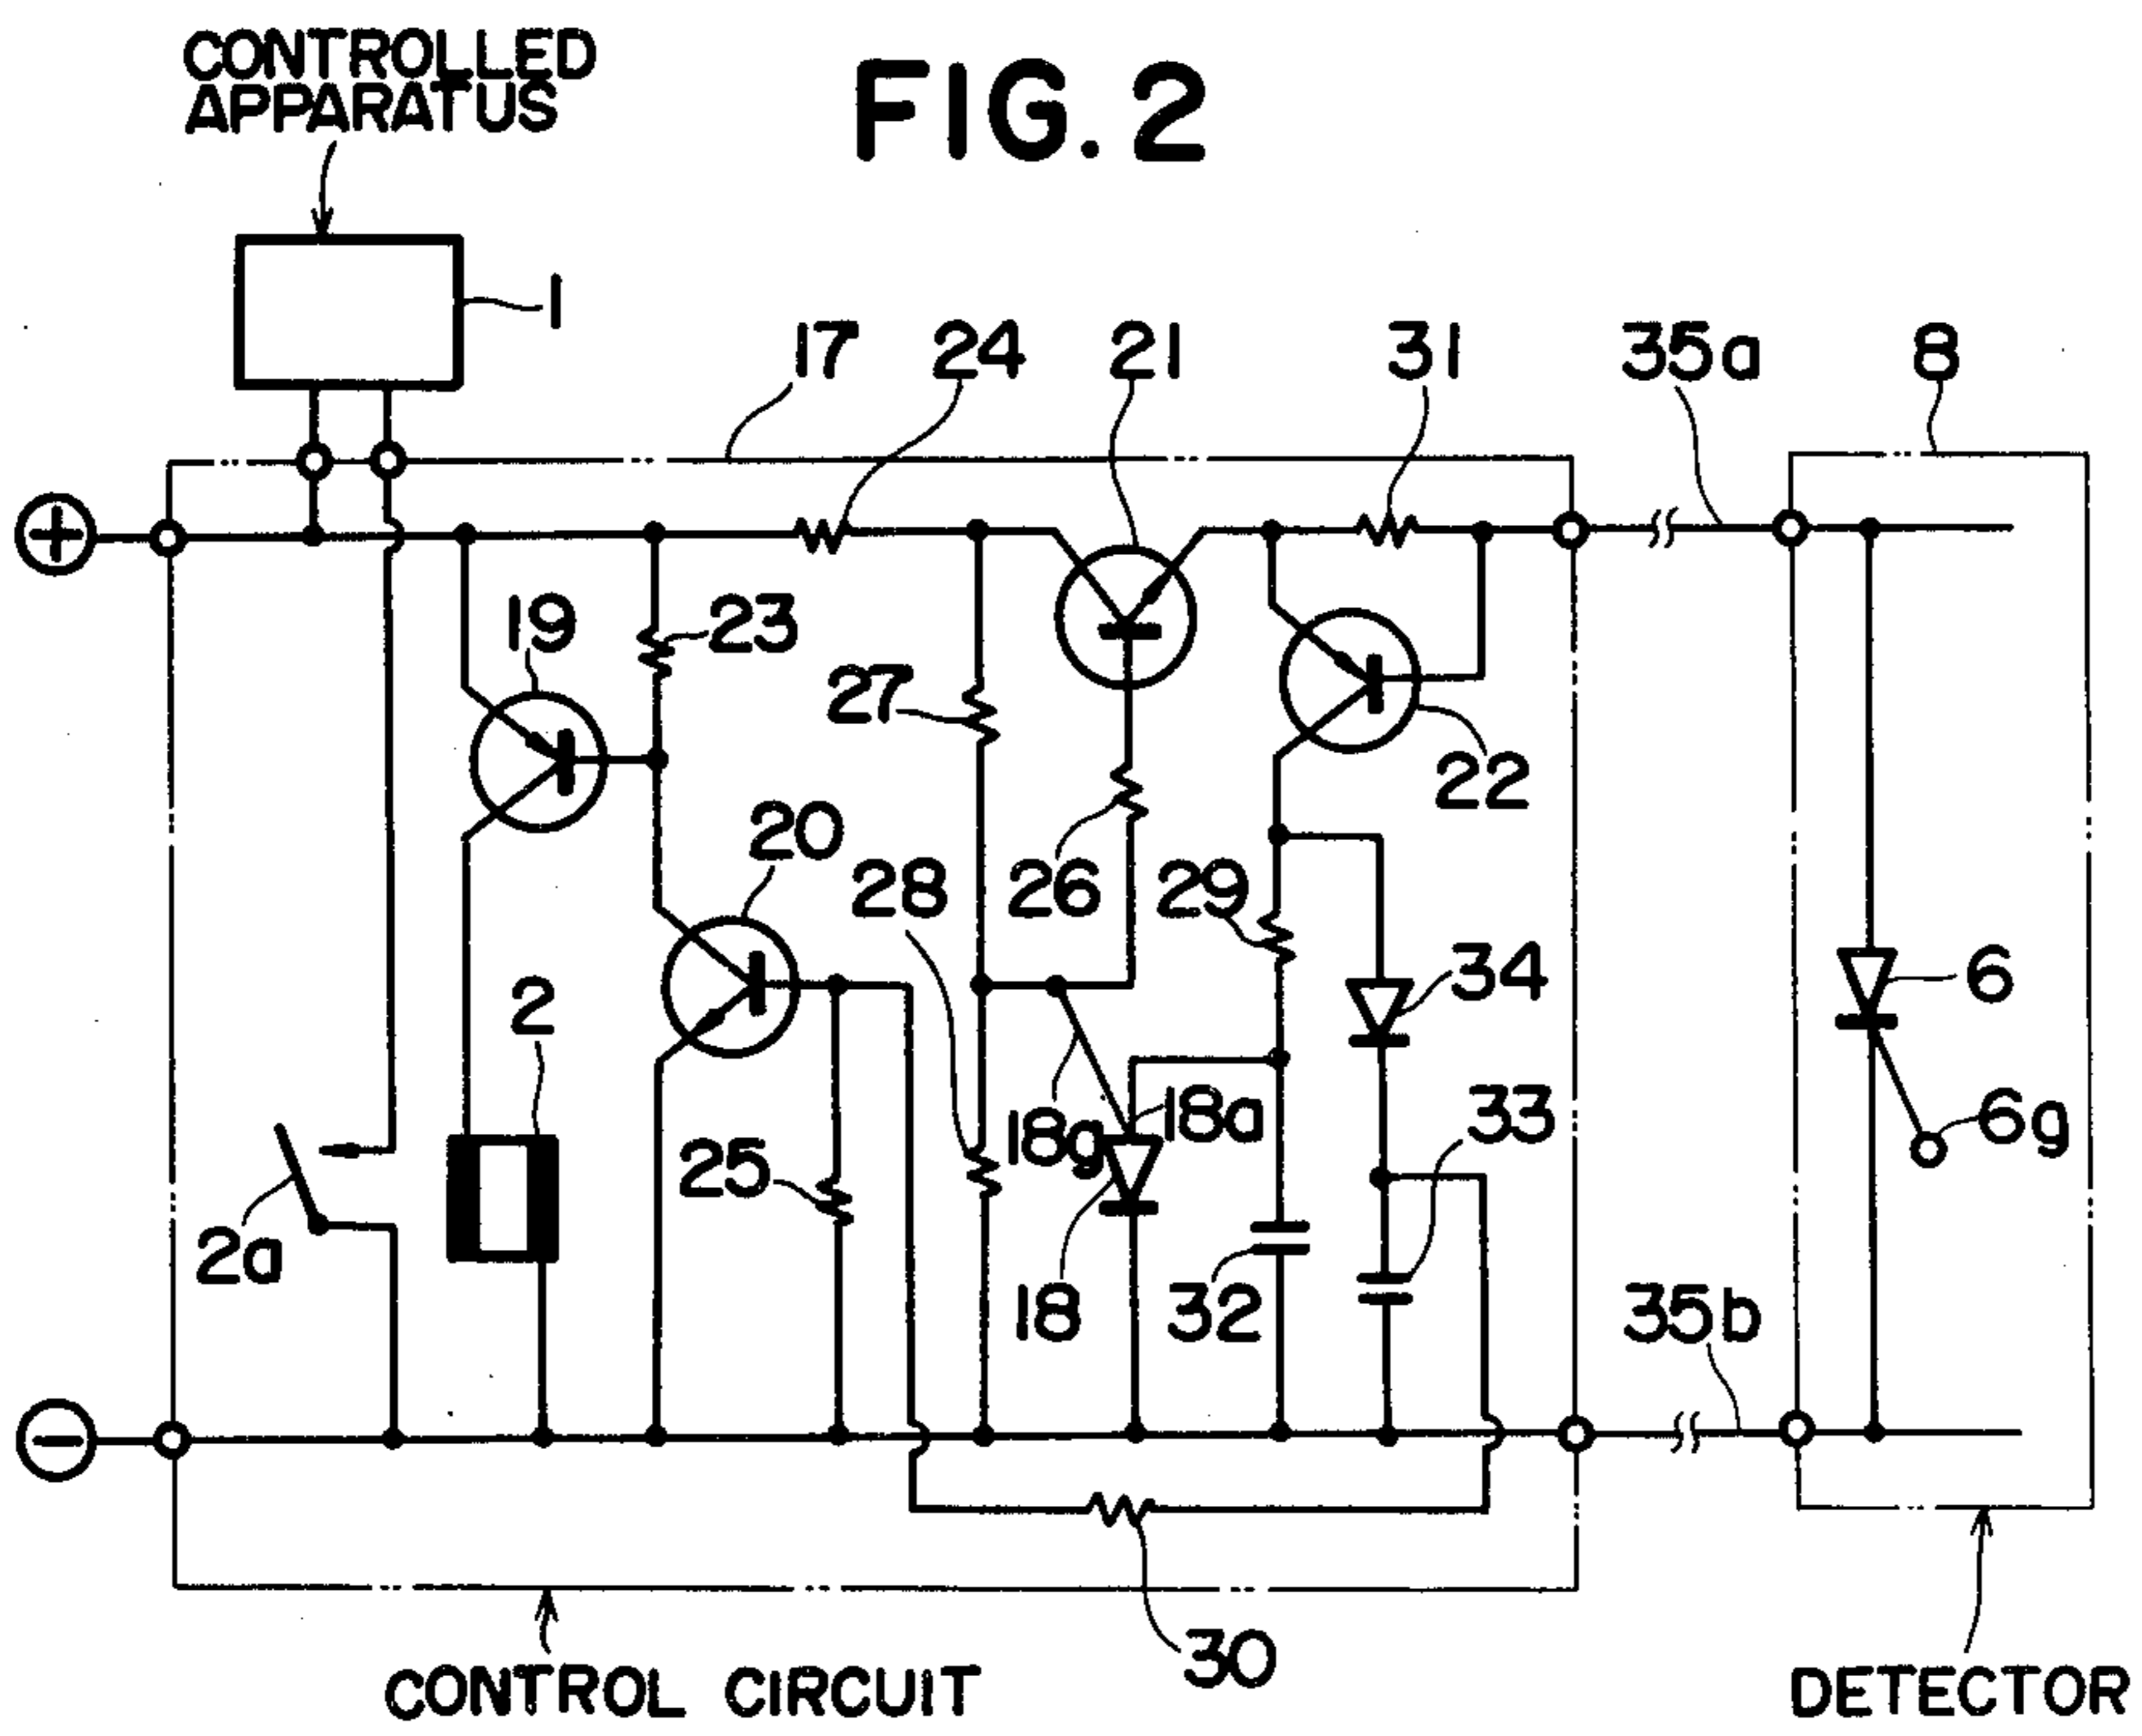 CONTROLLED
APPARATUS
FIG. 2
1
17
24
21
31
35a
8
+
19
23
27
22
20
28
26
29
34
6
2
18g
18a
33
6g
25
2a
18
32
35b
−
30
CONTROL CIRCUIT
DETECTOR